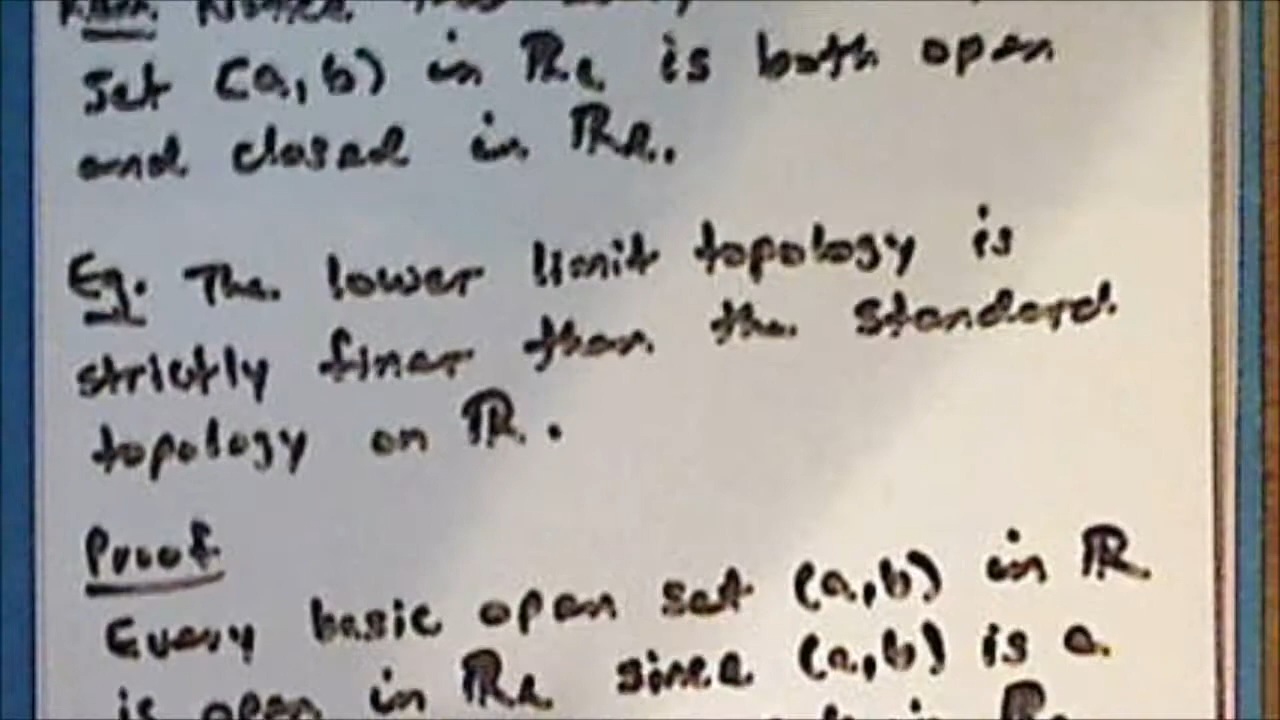 set [a, b) in ℝₗ is both open
and closed in ℝₗ.
Eg. The lower limit topology is
strictly finer than the standard
topology on ℝ.
Proof
Every basic open set (a, b) in ℝ
is open in ℝₗ since (a, b) is a